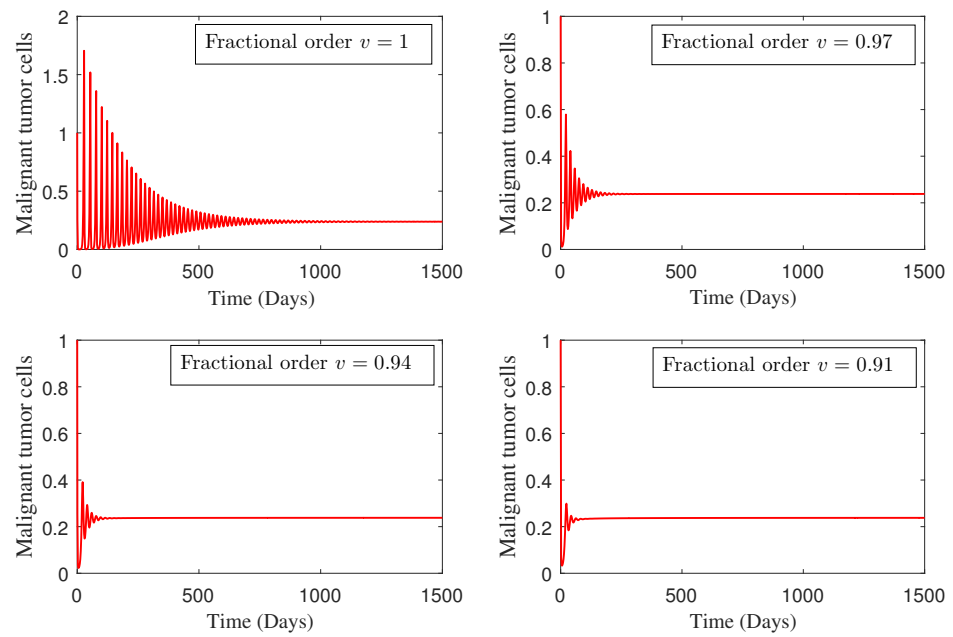 Fractional order v = 1
Malignant tumor cells
2
1.5
1
0.5
0
0 500 1000 1500
Time (Days)
Fractional order v = 0.97
Malignant tumor cells
1
0.8
0.6
0.4
0.2
0
0 500 1000 1500
Time (Days)
Fractional order v = 0.94
Malignant tumor cells
1
0.8
0.6
0.4
0.2
0
0 500 1000 1500
Time (Days)
Fractional order v = 0.91
Malignant tumor cells
1
0.8
0.6
0.4
0.2
0
0 500 1000 1500
Time (Days)